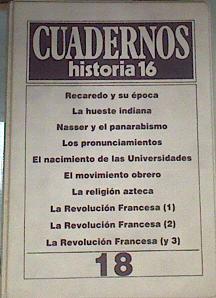 CUADERNOS
historia 16
Recaredo y su época
La hueste indiana
Nasser y el panarabismo
Los pronunciamientos
El nacimiento de las Universidades
El movimiento obrero
La religión azteca
La Revolución Francesa (1)
La Revolución Francesa (2)
La Revolución Francesa (y 3)
18